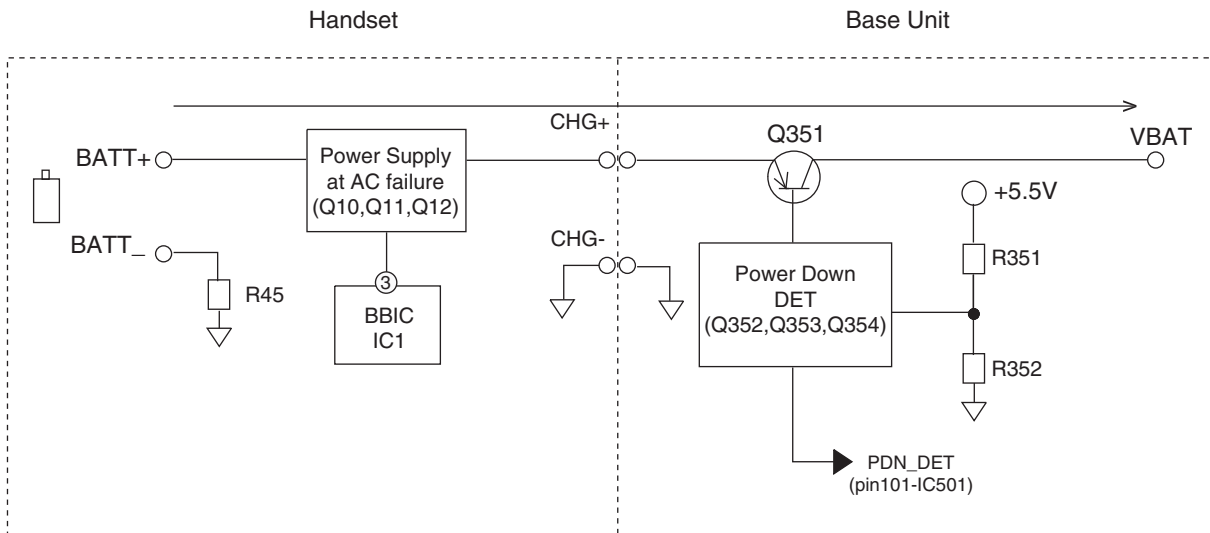 Handset
Base Unit
CHG+
Q351
VBAT
BATT+
Power Supply
at AC failure
(Q10,Q11,Q12)
+5.5V
BATT_
CHG-
R351
R45
3
BBIC
IC1
Power Down
DET
(Q352,Q353,Q354)
R352
PDN_DET
(pin101-IC501)